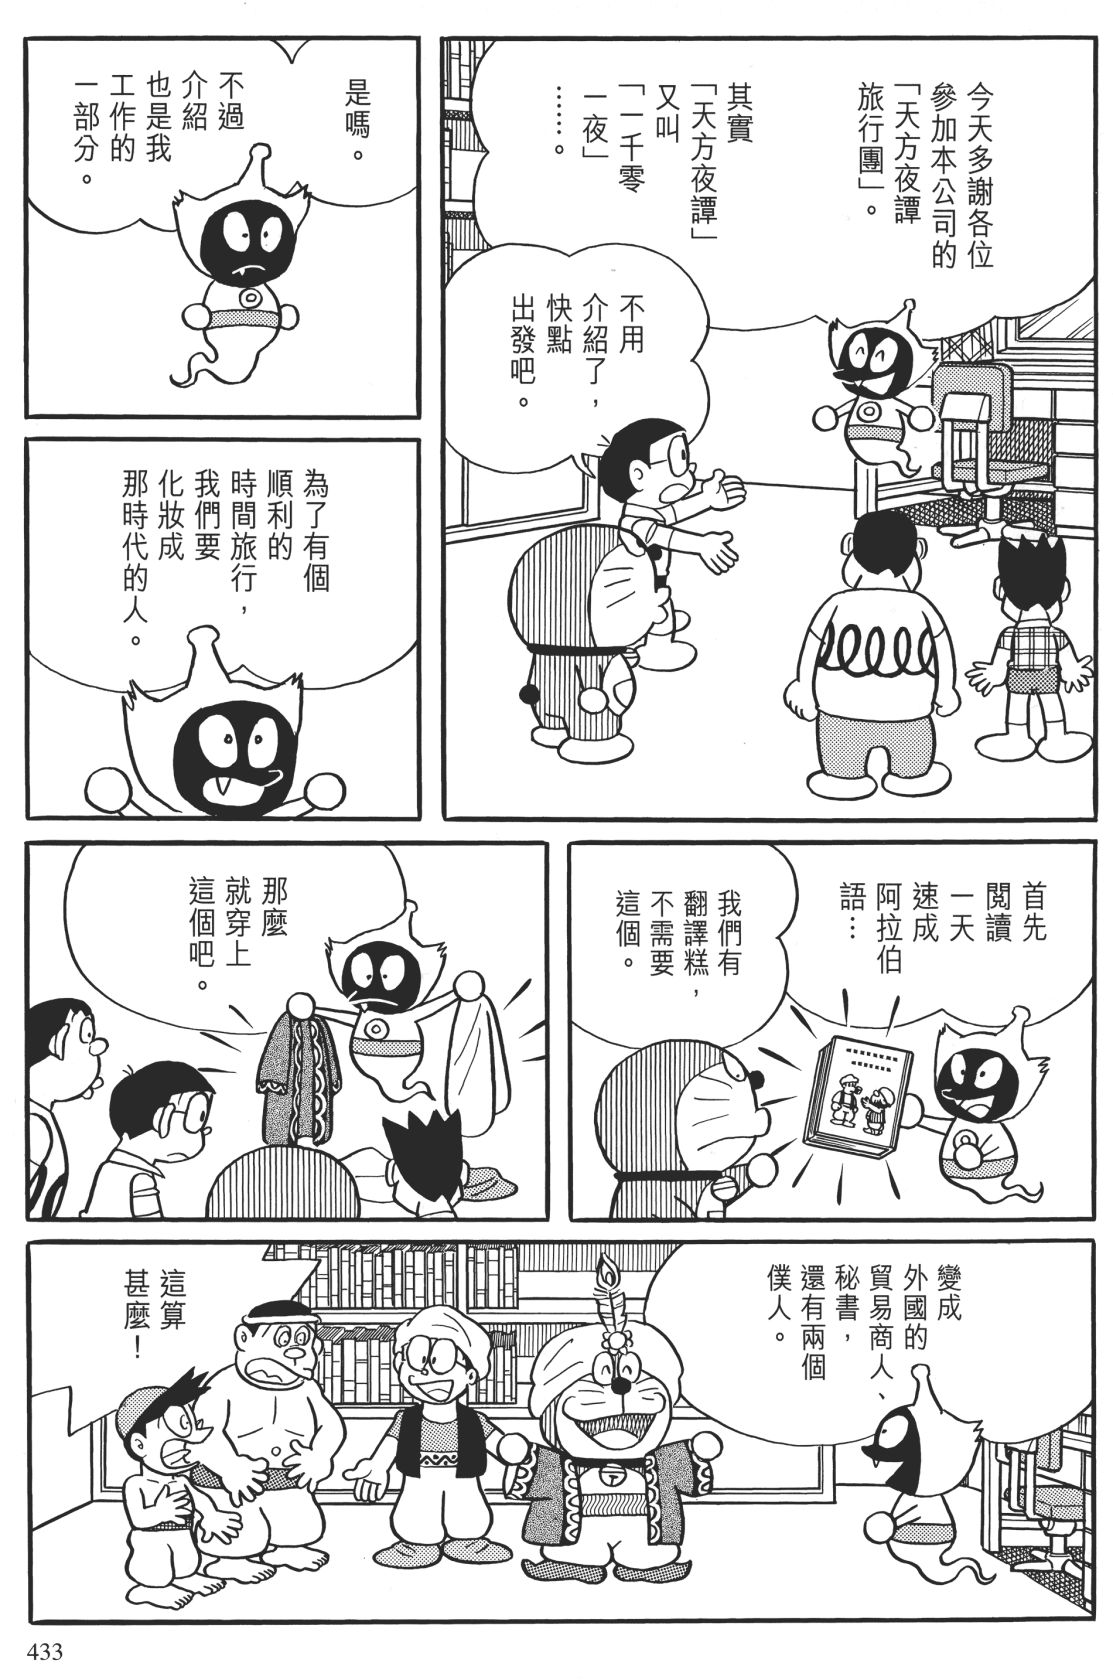 今天多謝各位
參加本公司的
「天方夜譚
旅行團」。
其實
「天方夜譚」
又叫
「一千零
一夜」
……。
不用
介紹了，
快點
出發吧。
是嗎。
不過
介紹
也是我
工作的
一部分。
為了有個
順利的
時間旅行，
我們要
化妝成
那時代的人。
首先
閱讀
一天
速成
阿拉伯
語…
我們有
翻譯糕，
不需要
這個。
那麼
就穿上
這個吧。
變成
外國的
貿易商人、
秘書，
還有兩個
僕人。
這算
甚麼！
433